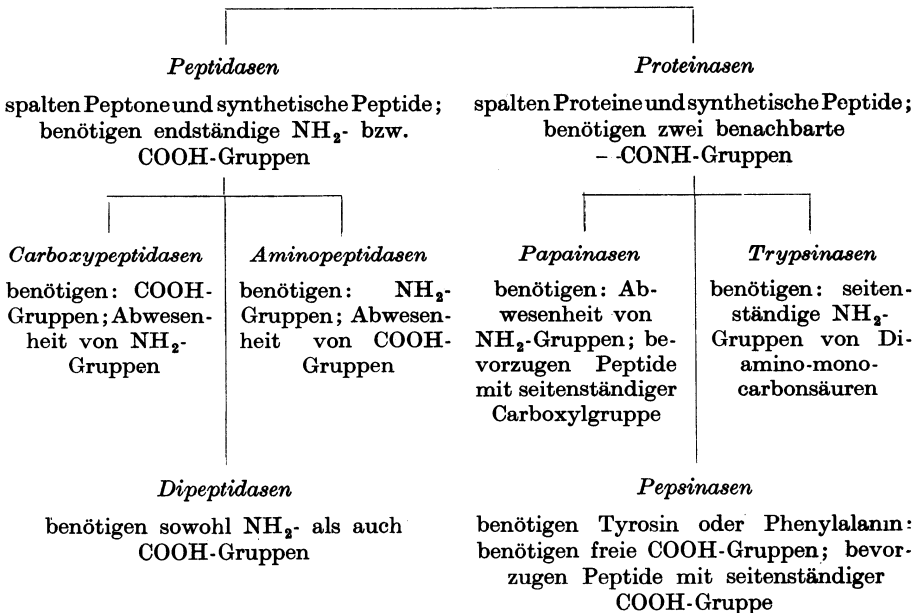 Peptidasen
spalten Peptone und synthetische Peptide;
benötigen endständige NH₂- bzw.
COOH-Gruppen
Proteinasen
spalten Proteine und synthetische Peptide;
benötigen zwei benachbarte
– -CONH-Gruppen
Carboxypeptidasen
benötigen: COOH-
Gruppen; Abwesen-
heit von NH₂-
Gruppen
Aminopeptidasen
benötigen: NH₂-
Gruppen; Abwesen-
heit von COOH-
Gruppen
Papainasen
benötigen: Ab-
wesenheit von
NH₂-Gruppen; be-
vorzugen Peptide
mit seitenständiger
Carboxylgruppe
Trypsinasen
benötigen: seiten-
ständige NH₂-
Gruppen von Di-
amino-mono-
carbonsäuren
Dipeptidasen
benötigen sowohl NH₂- als auch
COOH-Gruppen
Pepsinasen
benötigen Tyrosin oder Phenylalanin:
benötigen freie COOH-Gruppen; bevor-
zugen Peptide mit seitenständiger
COOH-Gruppe